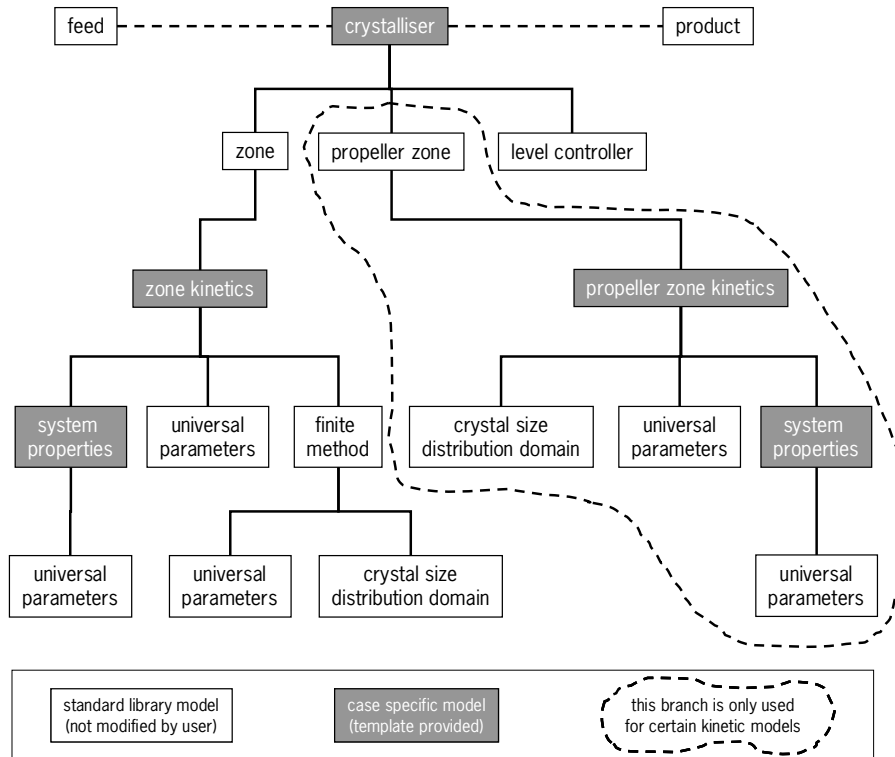 feed
crystalliser
product
zone
propeller zone
level controller
zone kinetics
propeller zone kinetics
system
properties
universal
parameters
finite
method
crystal size
distribution domain
universal
parameters
system
properties
universal
parameters
universal
parameters
crystal size
distribution domain
universal
parameters
standard library model
(not modified by user)
case specific model
(template provided)
this branch is only used
for certain kinetic models